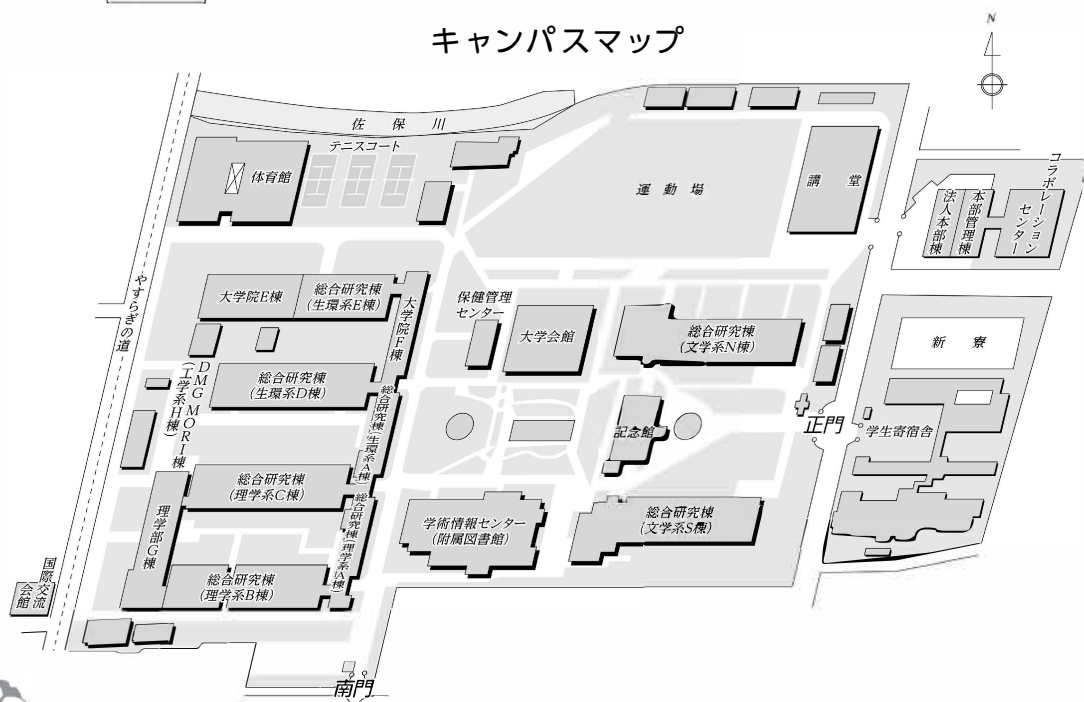 キャンパスマップ
N
佐保川
テニスコート
体育館
運動場
講堂
コラボレーション
センター
本部管理棟
法人本部棟
やすらぎの道
大学院E棟
総合研究棟
(生環系E棟)
大学院F棟
保健管理
センター
大学会館
総合研究棟
(文学系N棟)
新寮
DMG MORI棟
(工学系H棟)
総合研究棟
(生環系D棟)
総合研究棟(生環系A棟)
記念館
正門
学生寄宿舎
総合研究棟
(理学系C棟)
理学部G棟
総合研究棟(理学系A棟)
学術情報センター
(附属図書館)
総合研究棟
(文学系S棟)
国際交流
会館
総合研究棟
(理学系B棟)
南門